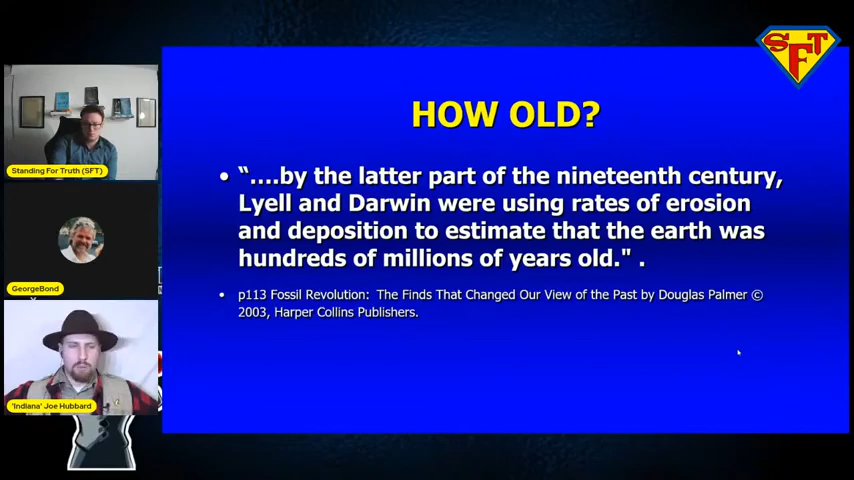 SFT
HOW OLD?
• “….by the latter part of the nineteenth century,
Lyell and Darwin were using rates of erosion
and deposition to estimate that the earth was
hundreds of millions of years old." .
• p113 Fossil Revolution: The Finds That Changed Our View of the Past by Douglas Palmer ©
2003, Harper Collins Publishers.
Standing For Truth (SFT)
GeorgeBond
'Indiana' Joe Hubbard